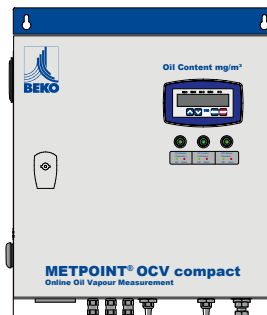 Oil Content mg/m³
BEKO
METPOINT® OCV compact
Online Oil Vapour Measurement